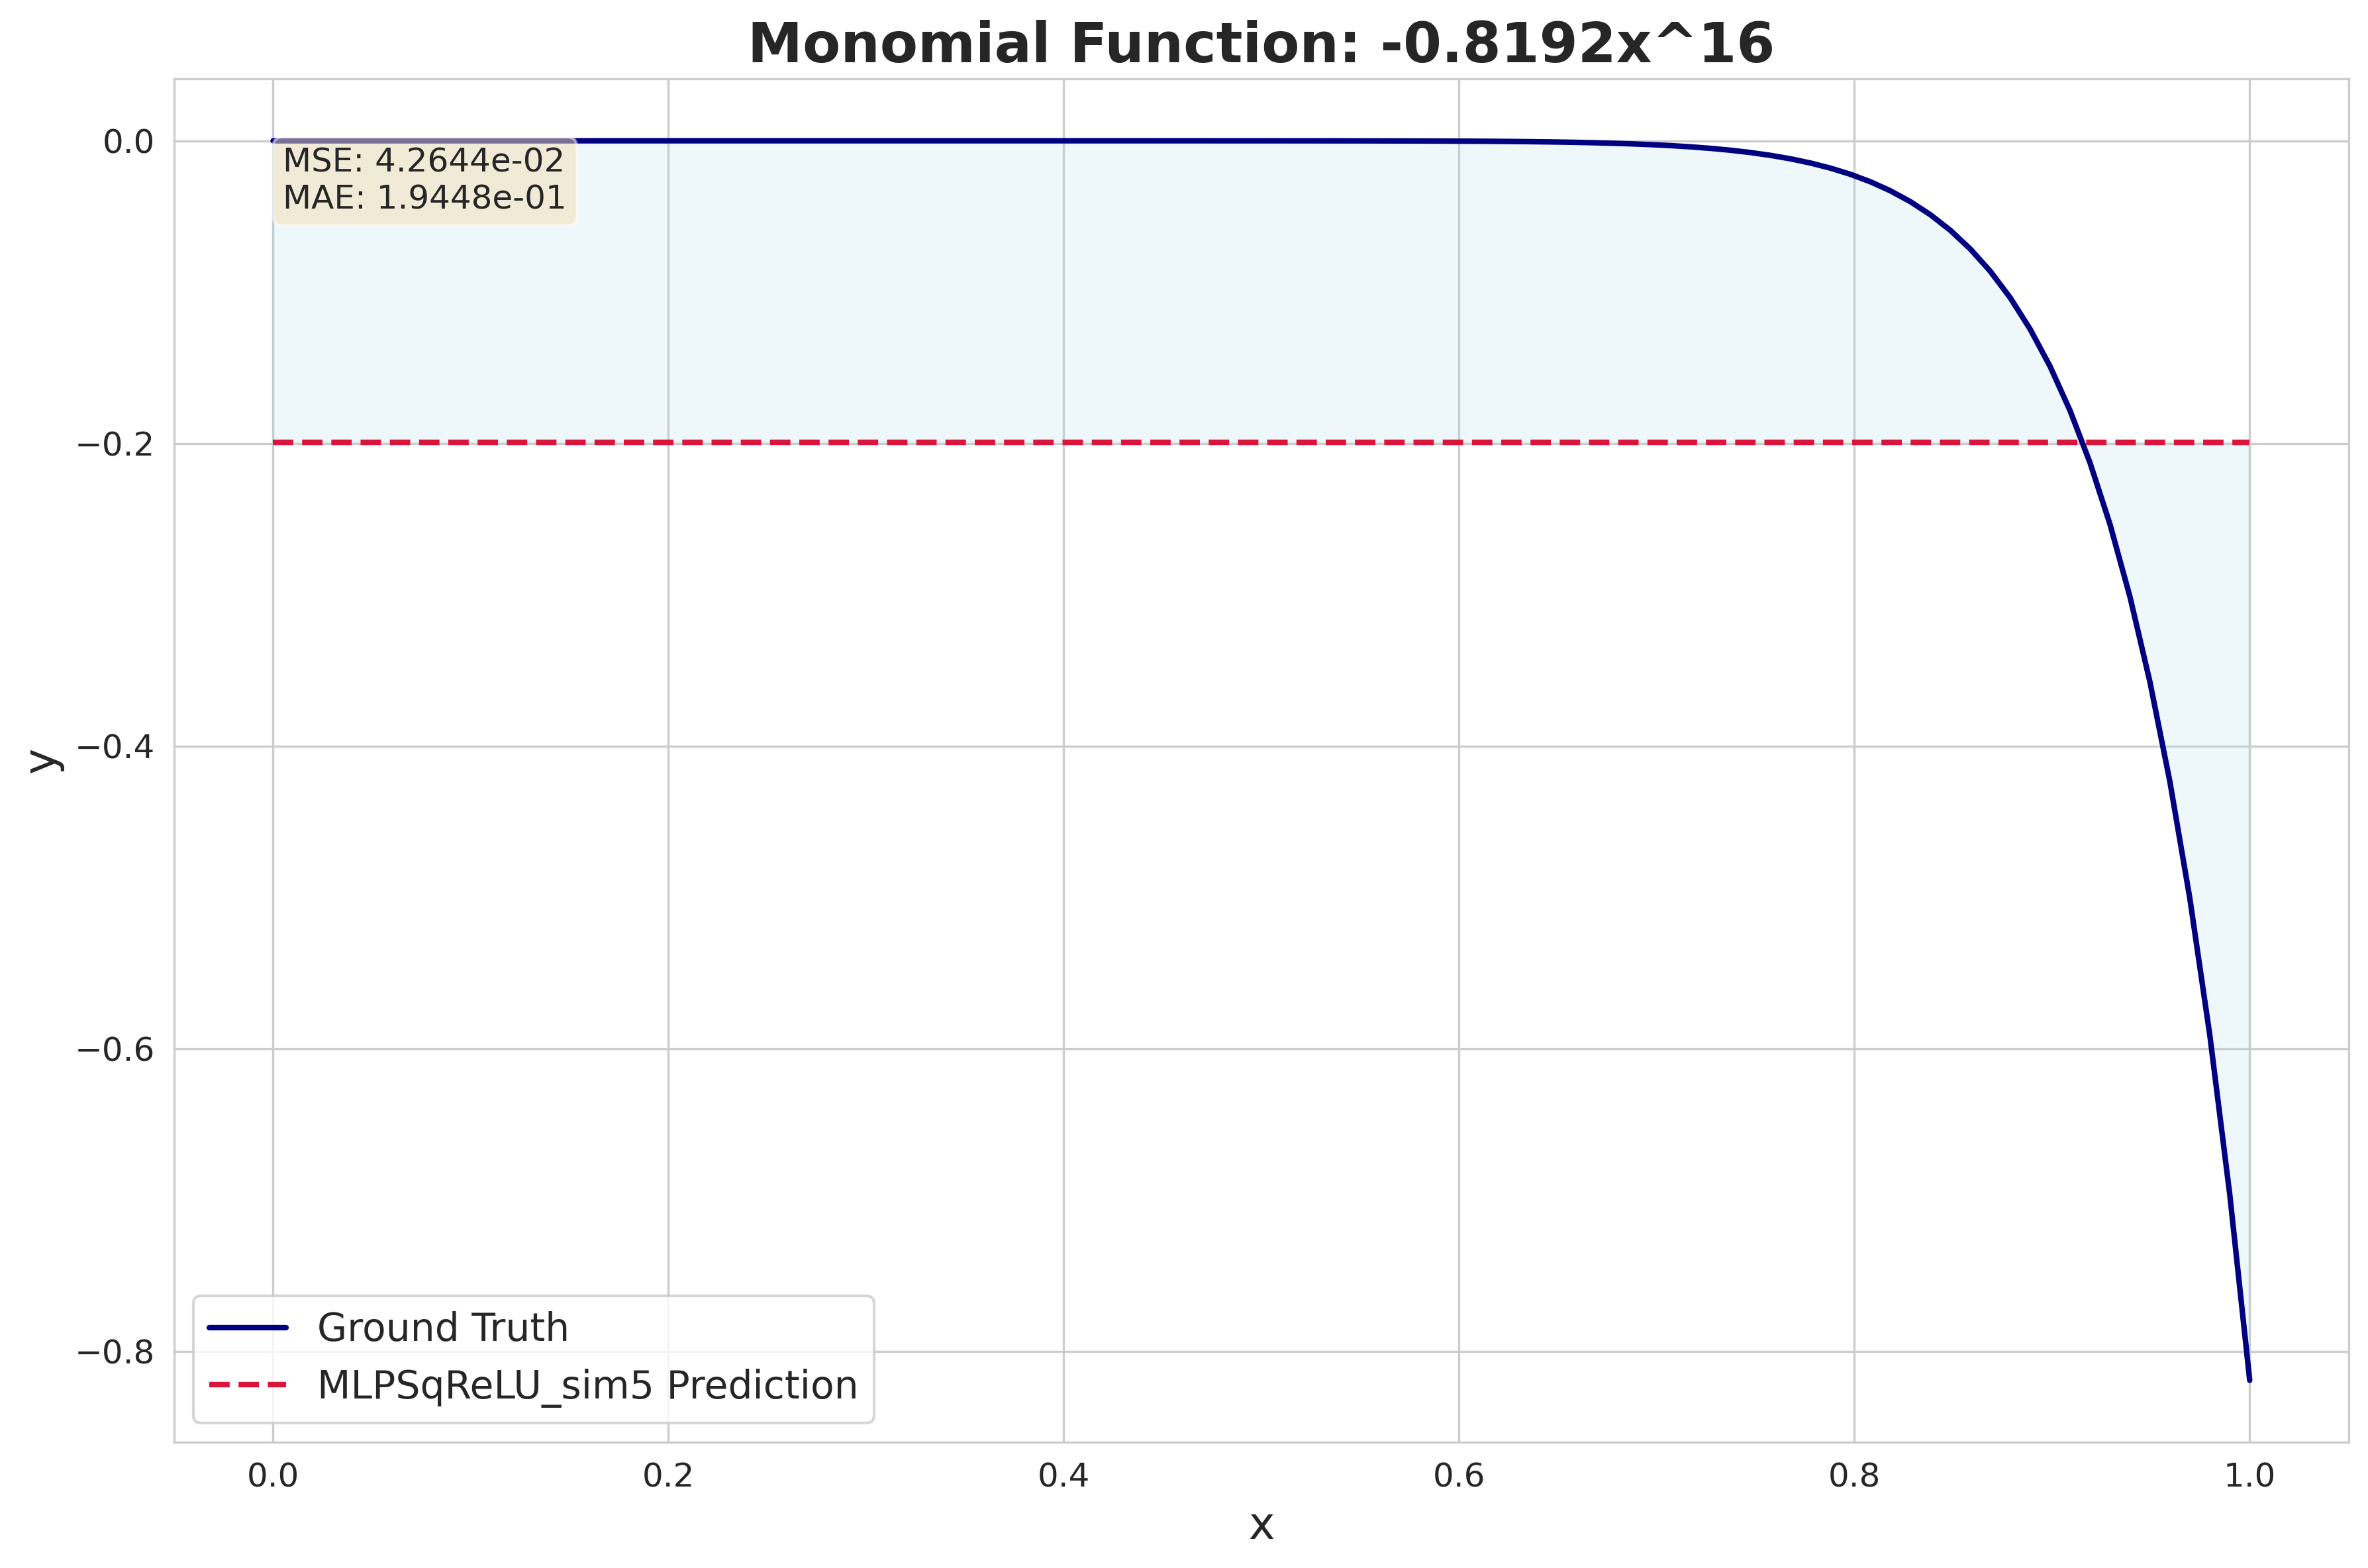 Monomial Function: -0.8192x^16
MSE: 4.2644e-02
MAE: 1.9448e-01
0.0
−0.2
−0.4
−0.6
−0.8
y
Ground Truth
MLPSqReLU_sim5 Prediction
0.0 0.2 0.4 0.6 0.8 1.0
x